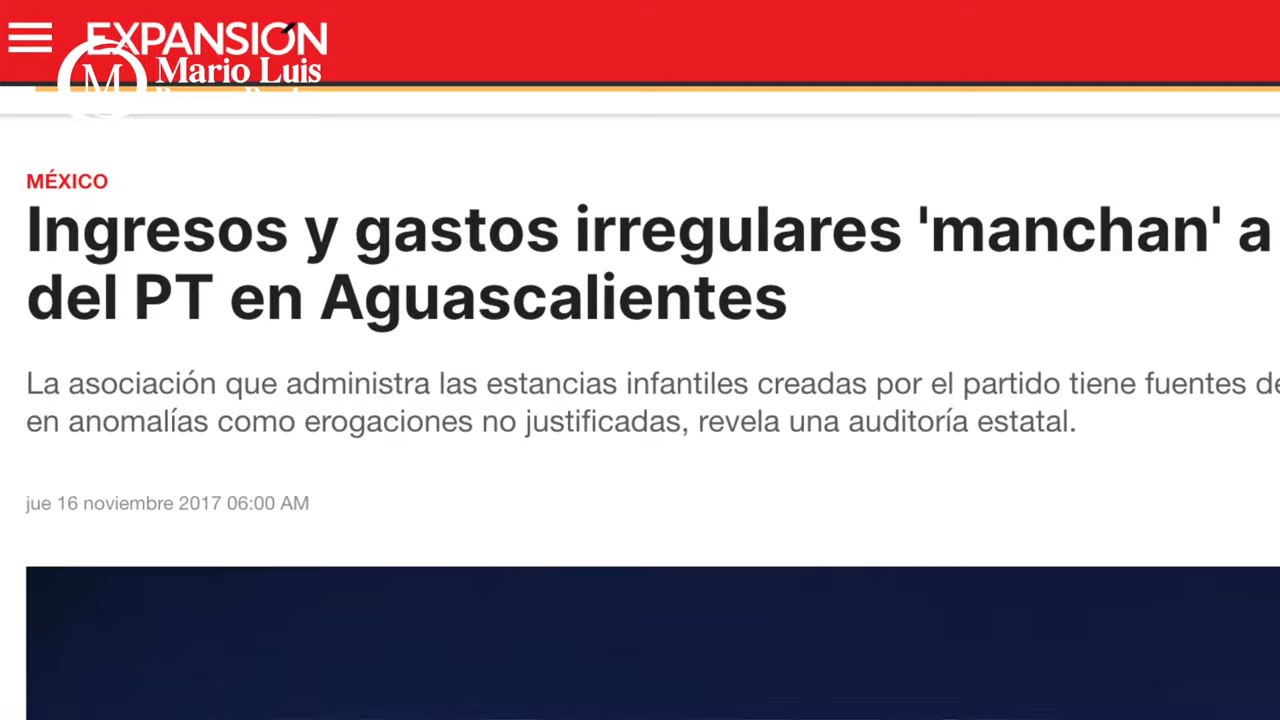 EXPANSIÓN
M
Mario Luis
MÉXICO
Ingresos y gastos irregulares 'manchan' a
del PT en Aguascalientes
La asociación que administra las estancias infantiles creadas por el partido tiene fuentes de
en anomalías como erogaciones no justificadas, revela una auditoría estatal.
jue 16 noviembre 2017 06:00 AM